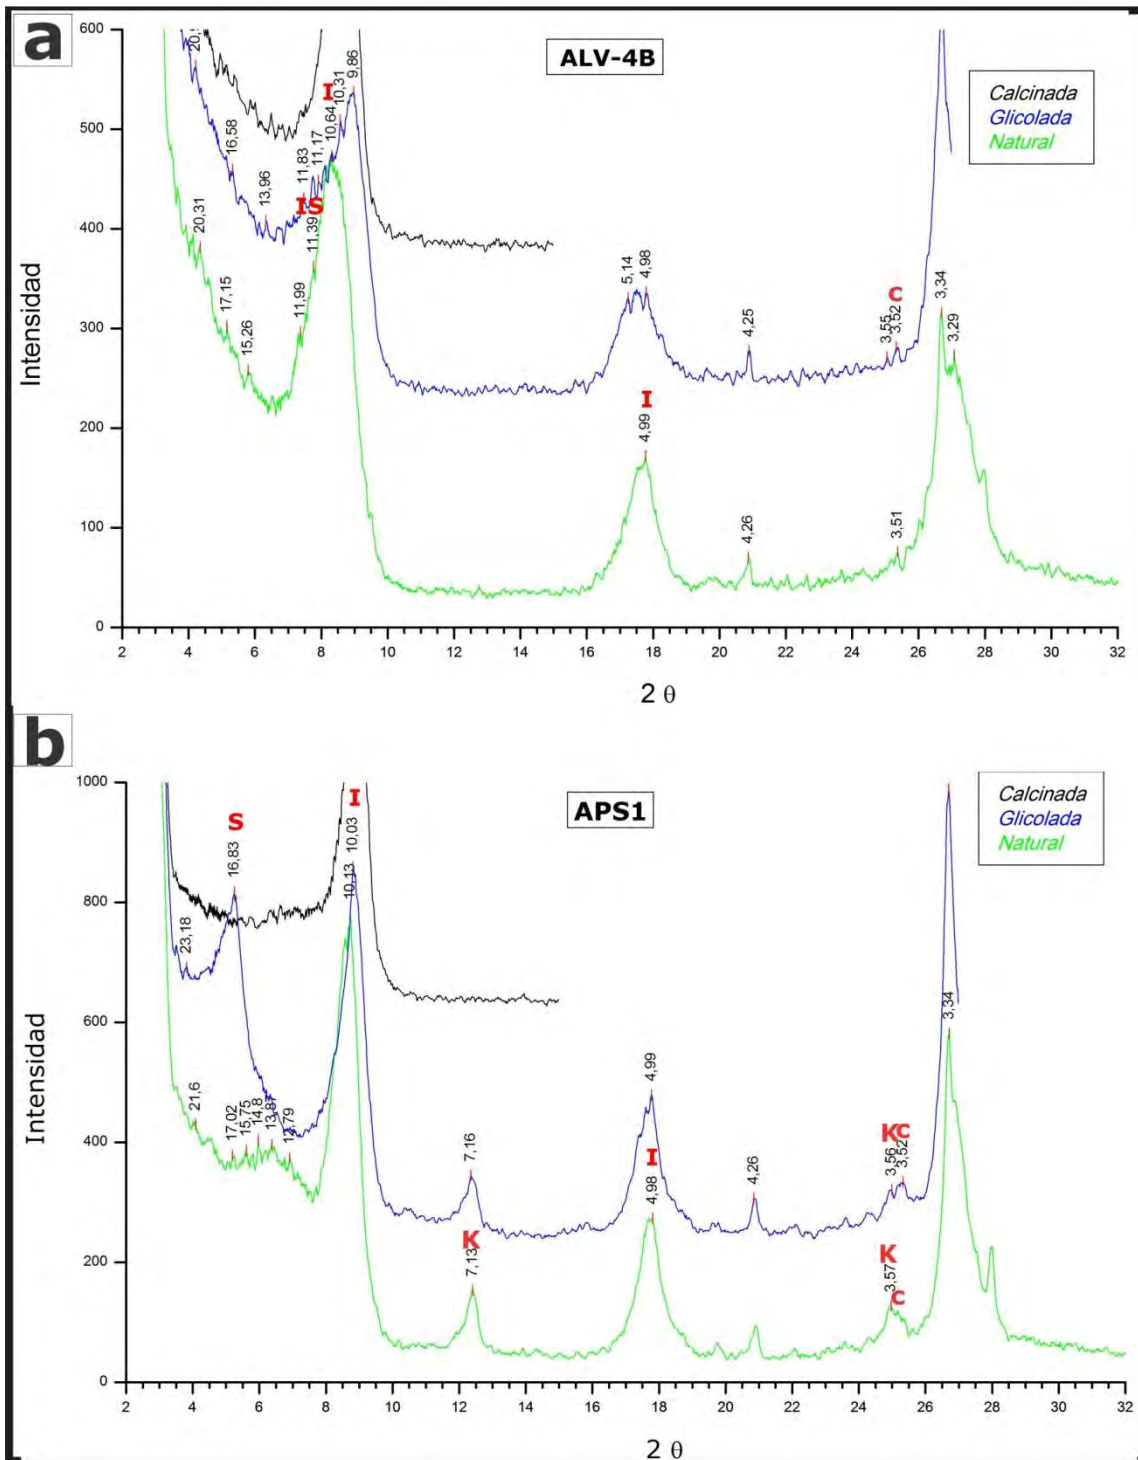 a
ALV-4B
Calcinada
Glicolada
Natural
Intensidad
600
500
400
300
200
100
0
16,58
13,96
11,83
11,17
10,64
10,31
9,86
I
IS
20,31
17,15
15,26
11,99
11,39
5,14
4,98
I
4,99
4,25
4,26
C
3,55
3,52
3,51
3,34
3,29
2 4 6 8 10 12 14 16 18 20 22 24 26 28 30 32
2 θ
b
APS1
Calcinada
Glicolada
Natural
Intensidad
1000
800
600
400
200
0
S
16,83
23,18
I
10,03
10,13
21,6
17,02
15,75
14,8
13,87
12,79
7,16
K
7,13
4,99
I
4,98
4,26
K C
3,56
3,52
K
3,57
C
3,34
2 4 6 8 10 12 14 16 18 20 22 24 26 28 30 32
2 θ